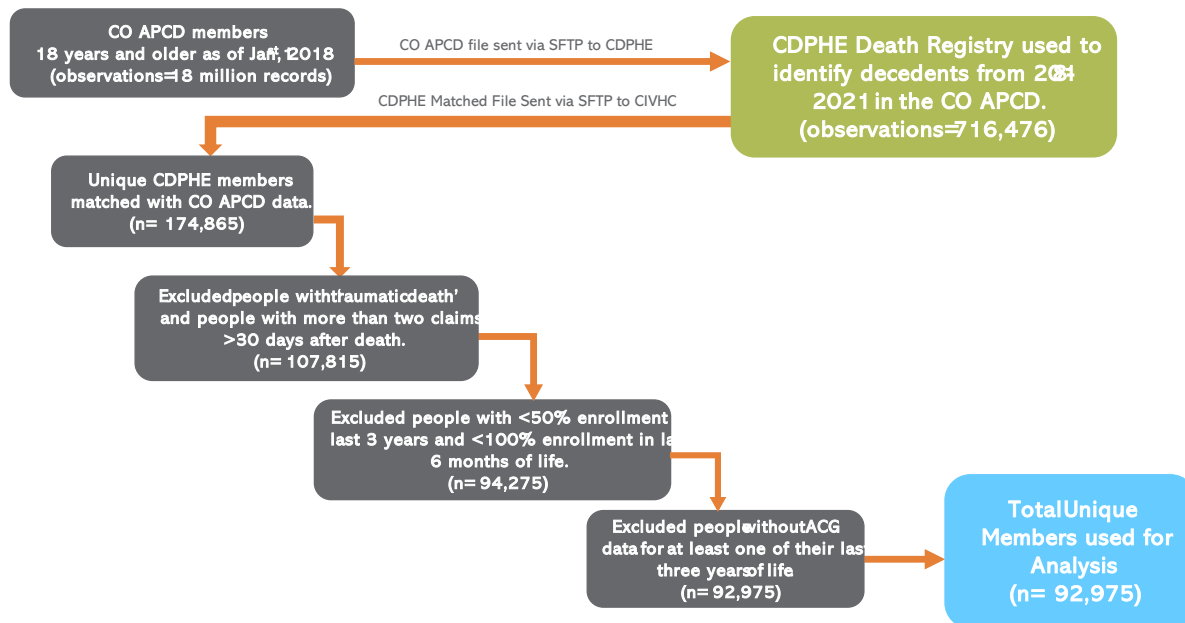 CO APCD members
18 years and older as of Jan 1st, 2018
(observations=18 million records)
CO APCD file sent via SFTP to CDPHE
CDPHE Death Registry used to
identify decedents from 2018-
2021 in the CO APCD.
(observations=716,476)
CDPHE Matched File Sent via SFTP to CIVHC
Unique CDPHE members
matched with CO APCD data.
(n= 174,865)
Excluded people with traumatic death’
and people with more than two claims
>30 days after death.
(n= 107,815)
Excluded people with <50% enrollment
last 3 years and <100% enrollment in la
6 months of life.
(n= 94,275)
Excluded people without ACG
data for at least one of their last
three years of life
(n= 92,975)
Total Unique
Members used for
Analysis
(n= 92,975)